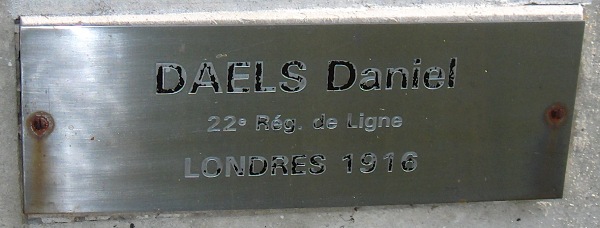 DAELS Daniel
22e Rég. de Ligne
LONDRES 1916